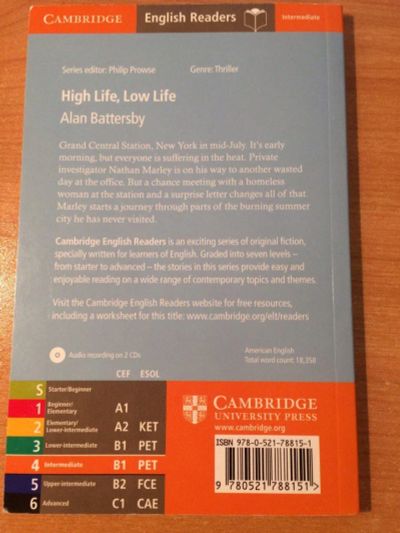 CAMBRIDGE English Readers Intermediate
Series editor: Philip Prowse Genre: Thriller
High Life, Low Life
Alan Battersby
Grand Central Station, New York in mid-July. It's early
morning, but everyone is suffering in the heat. Private
investigator Nathan Marley is on his way to another wasted
day at the office. But a chance meeting with a homeless
woman at the station and a surprise letter changes all of that.
Marley starts a journey through parts of the burning summer
city he has never visited.
Cambridge English Readers is an exciting series of original fiction,
specially written for learners of English. Graded into seven levels –
from starter to advanced – the stories in this series provide easy and
enjoyable reading on a wide range of contemporary topics and themes.
Visit the Cambridge English Readers website for free resources,
including a worksheet for this title: www.cambridge.org/elt/readers
Audio recording on 2 CDs
American English
Total word count: 18,358
CEF ESOL
S Starter/Beginner
1 Beginner/Elementary A1
2 Elementary/Lower-intermediate A2 KET
3 Lower-intermediate B1 PET
4 Intermediate B1 PET
5 Upper-intermediate B2 FCE
6 Advanced C1 CAE
CAMBRIDGE
UNIVERSITY PRESS
www.cambridge.org
ISBN 978-0-521-78815-1
9 780521 788151 >